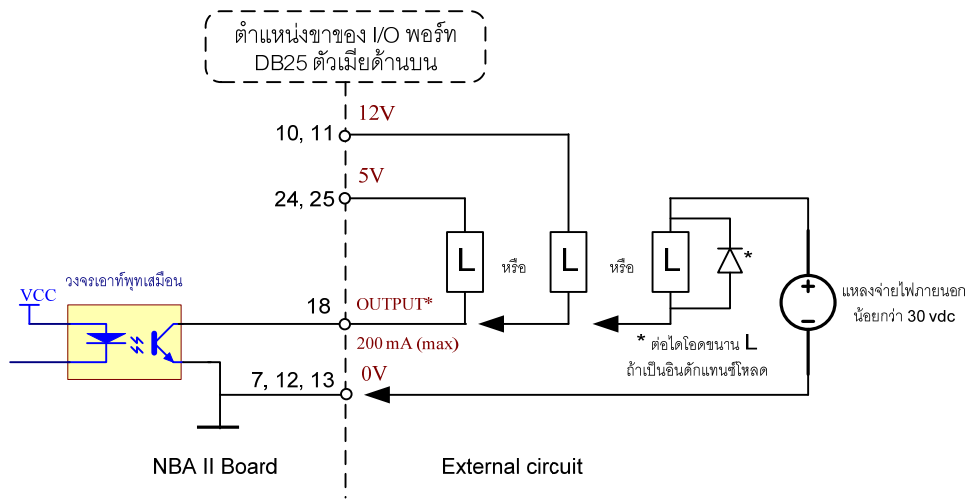 ตำแหน่งขาของ I/O พอร์ท
DB25 ตัวเมียด้านบน
12V
10, 11
5V
24, 25
L
หรือ
L
หรือ
L
*
วงจรเอาท์พุทเสมือน
VCC
18
OUTPUT*
200 mA (max)
+
แหลงจ่ายไฟภายนอก
น้อยกว่า 30 vdc
* ต่อไดโอดขนาน L
ถ้าเป็นอินดักแทนซ์โหลด
7, 12, 13
0V
NBA II Board
External circuit